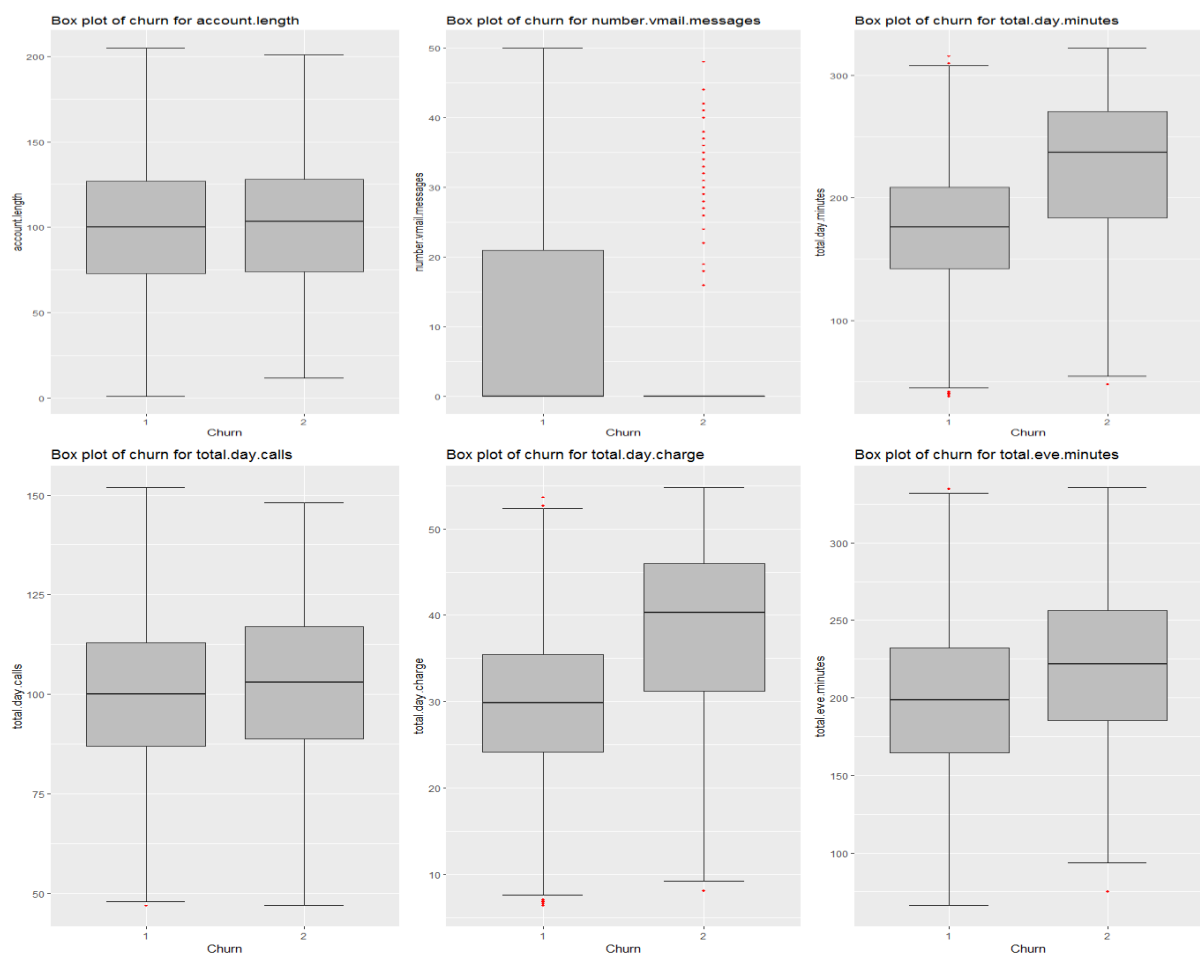 Box plot of churn for account.length
account.length
200
150
100
50
0
1 2
Churn
Box plot of churn for number.vmail.messages
number.vmail.messages
50
40
30
20
10
0
1 2
Churn
Box plot of churn for total.day.minutes
total.day.minutes
300
200
100
1 2
Churn
Box plot of churn for total.day.calls
total.day.calls
150
125
100
75
50
1 2
Churn
Box plot of churn for total.day.charge
total.day.charge
50
40
30
20
10
1 2
Churn
Box plot of churn for total.eve.minutes
total.eve.minutes
300
250
200
150
100
1 2
Churn